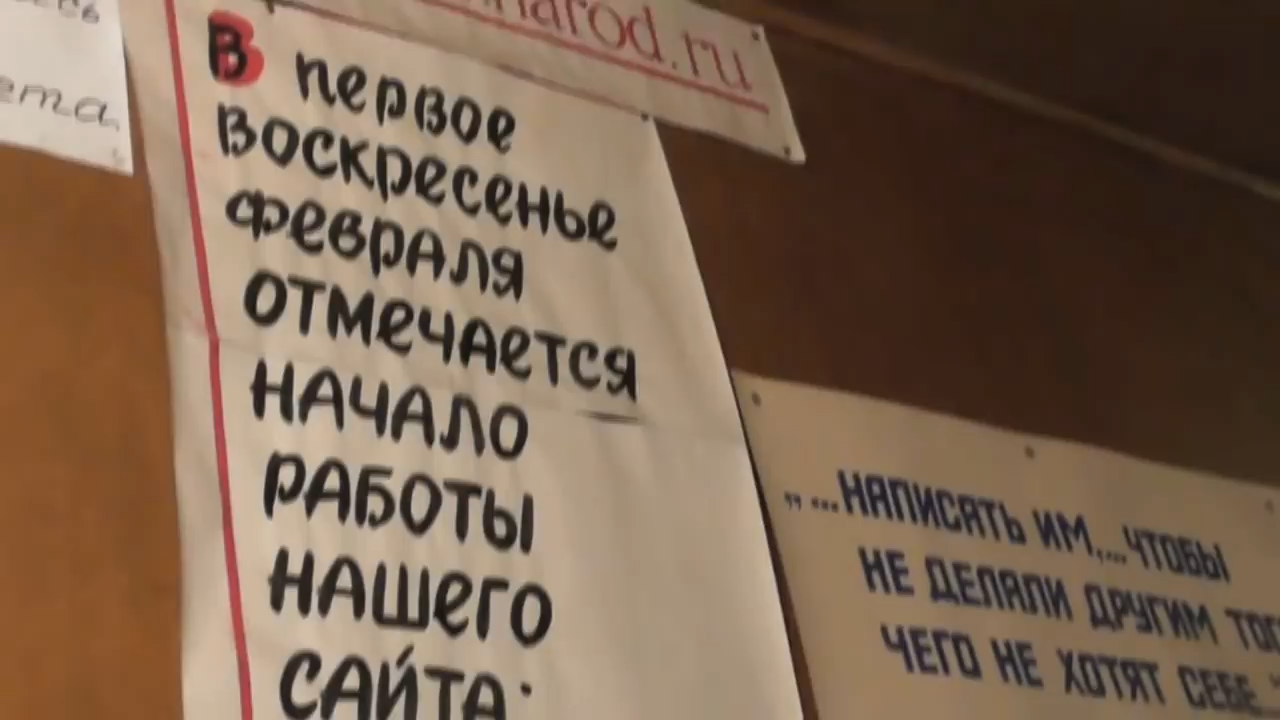 narod.ru
В первое
воскресенье
февраля
отмечается
начало
работы
нашего
сайта:
„...НАПИСАТЬ ИМ,...ЧТОБЫ
НЕ ДЕЛАЛИ ДРУГИМ
ЧЕГО НЕ ХОТЯТ СЕБЕ...